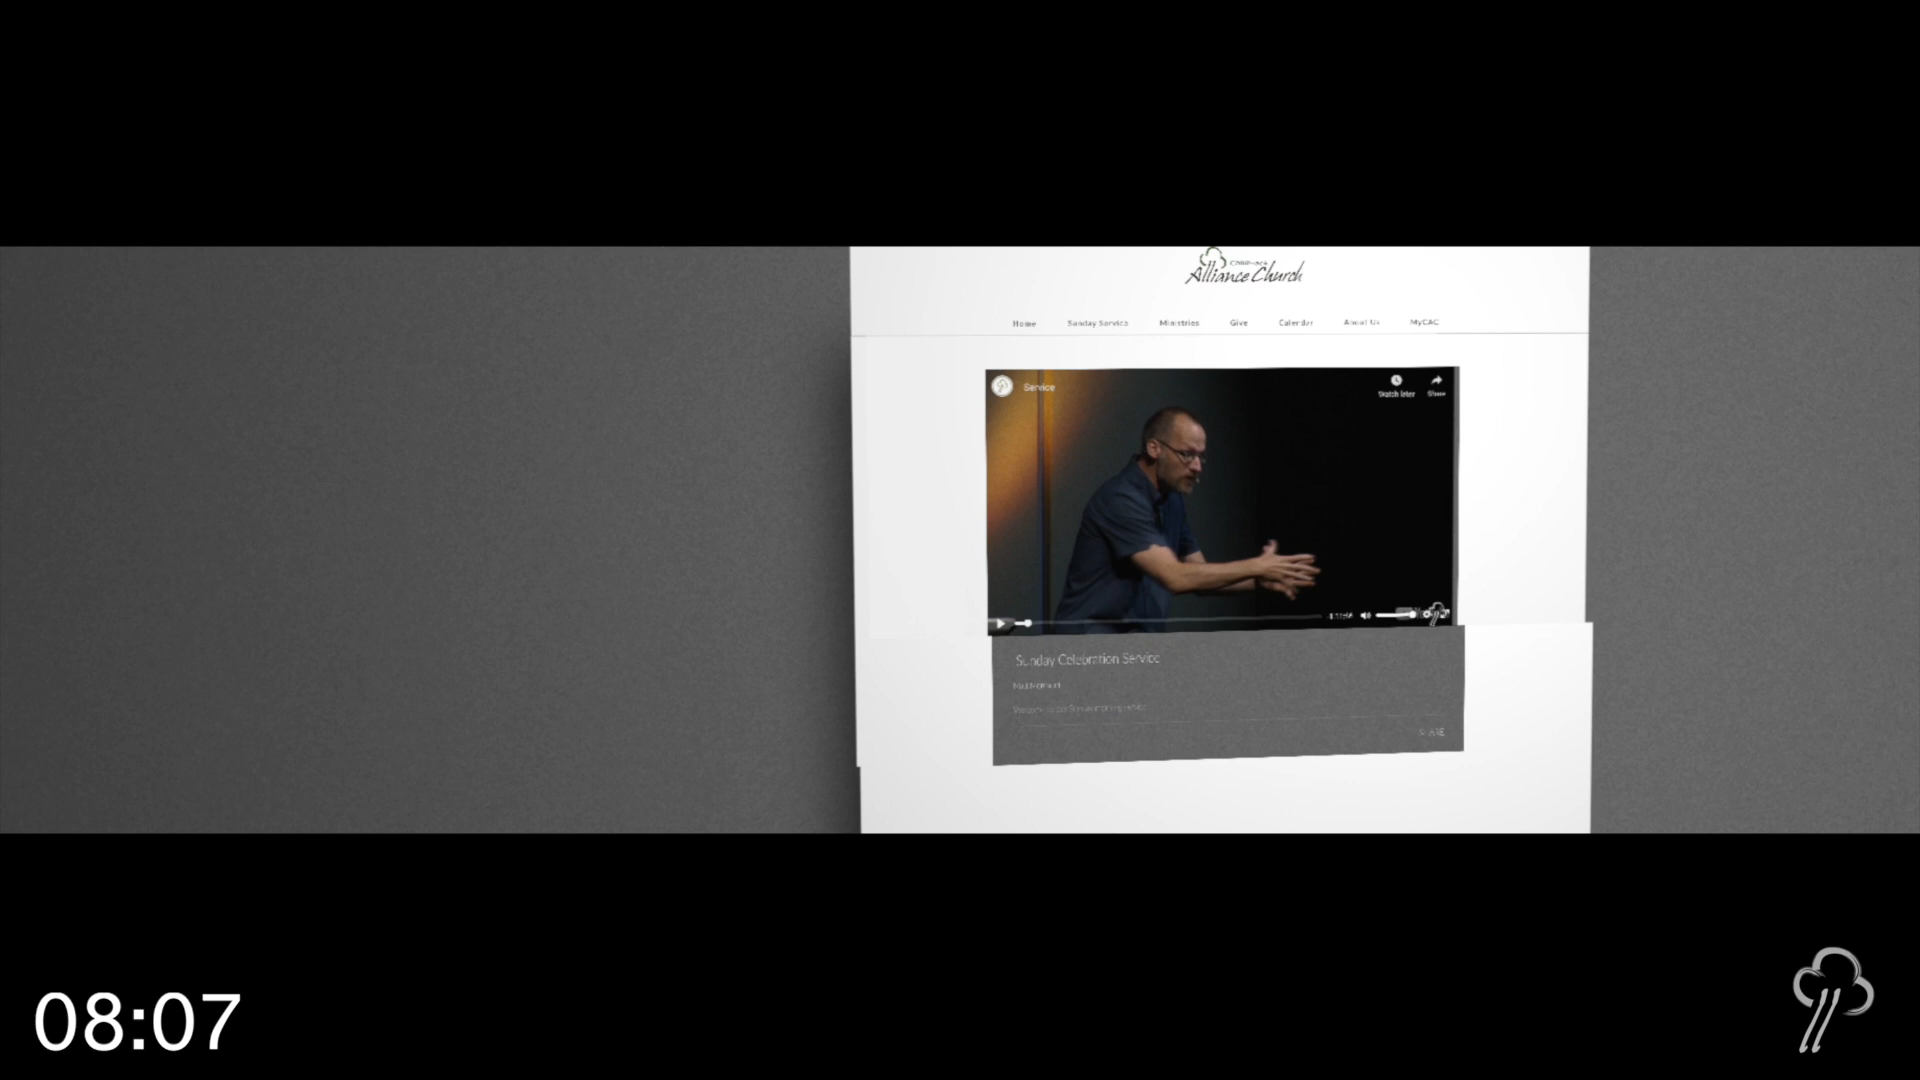 Alliance Church
Home Sunday Service Ministries Give Calendar About Us MyCAC
Service
Watch later Share
Sunday Celebration Service
SHARE
08:07